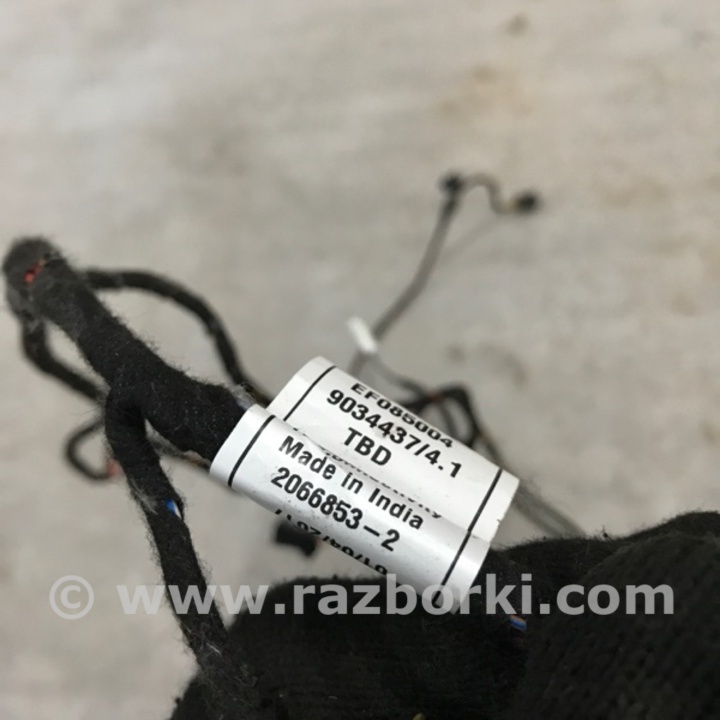 EF085004
9034437/4.1
TBD
Made in India
2066853-2
© www.razborki.com